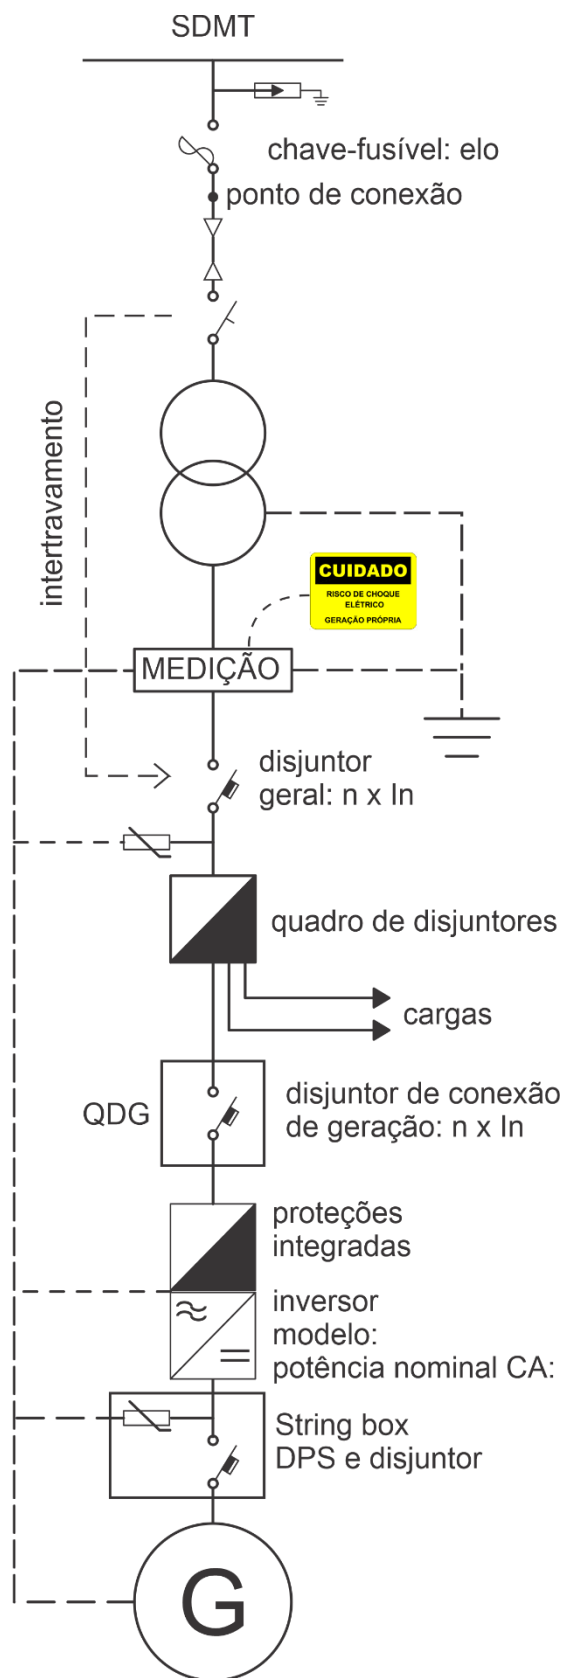 SDMT
chave-fusível: elo
ponto de conexão
intertravamento
CUIDADO
RISCO DE CHOQUE
ELÉTRICO
GERAÇÃO PRÓPRIA
MEDIÇÃO
disjuntor
geral: n x In
quadro de disjuntores
cargas
QDG
disjuntor de conexão
de geração: n x In
proteções
integradas
inversor
modelo:
potência nominal CA:
String box
DPS e disjuntor
G